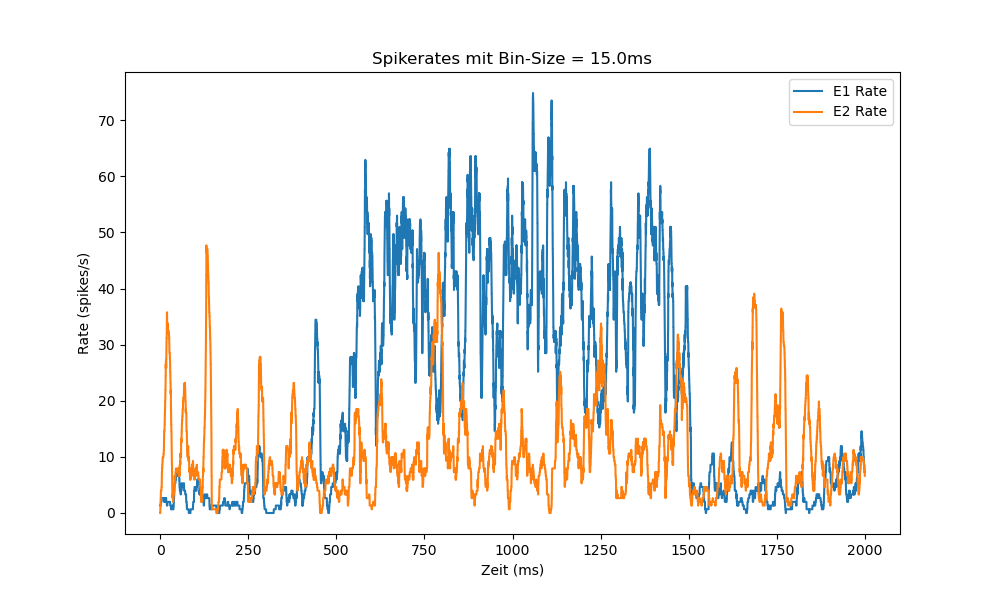 Spikerates mit Bin-Size = 15.0ms
E1 Rate
E2 Rate
Rate (spikes/s)
70
60
50
40
30
20
10
0
0 250 500 750 1000 1250 1500 1750 2000
Zeit (ms)